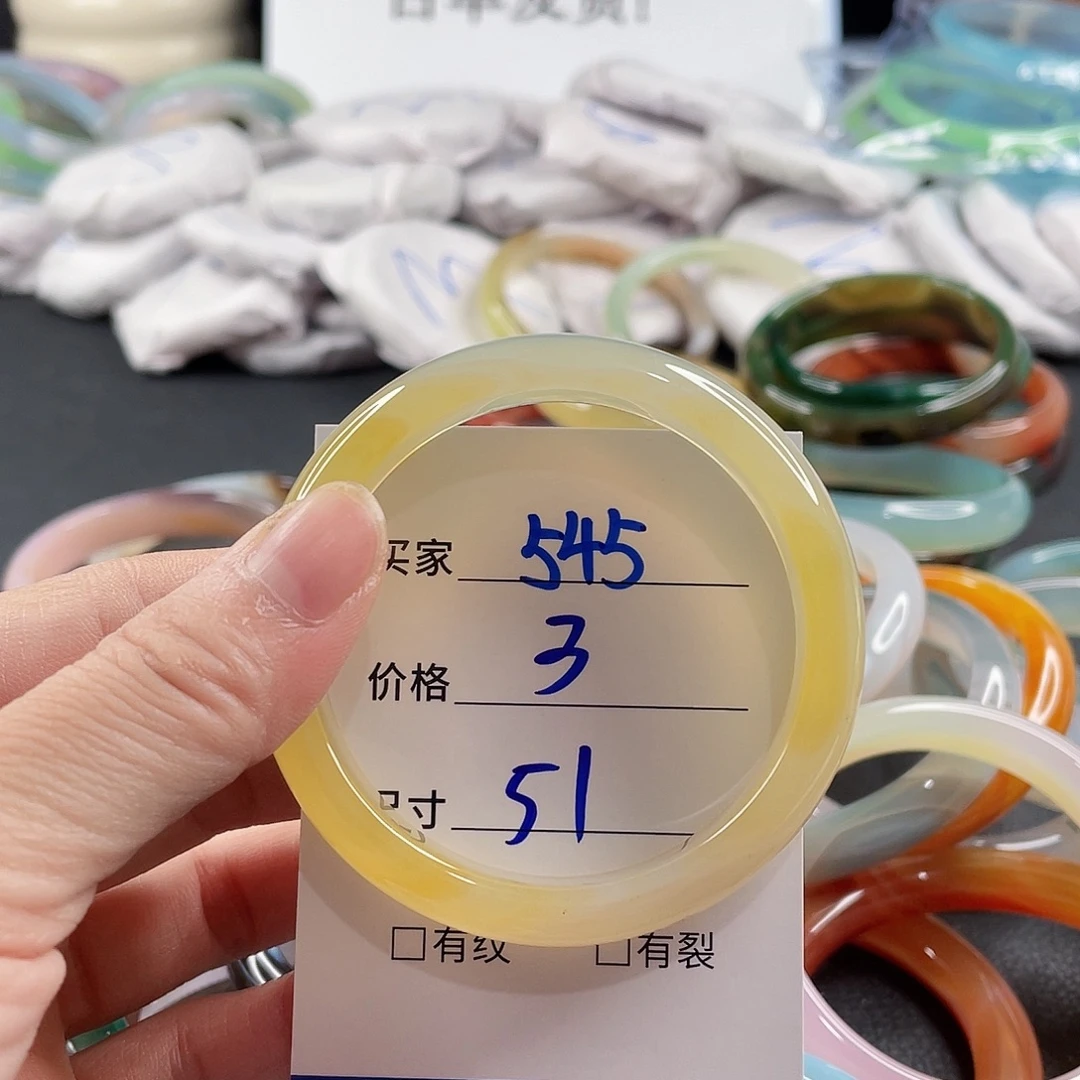 买家 545
价格 3
尺寸 51
□有纹 □有裂